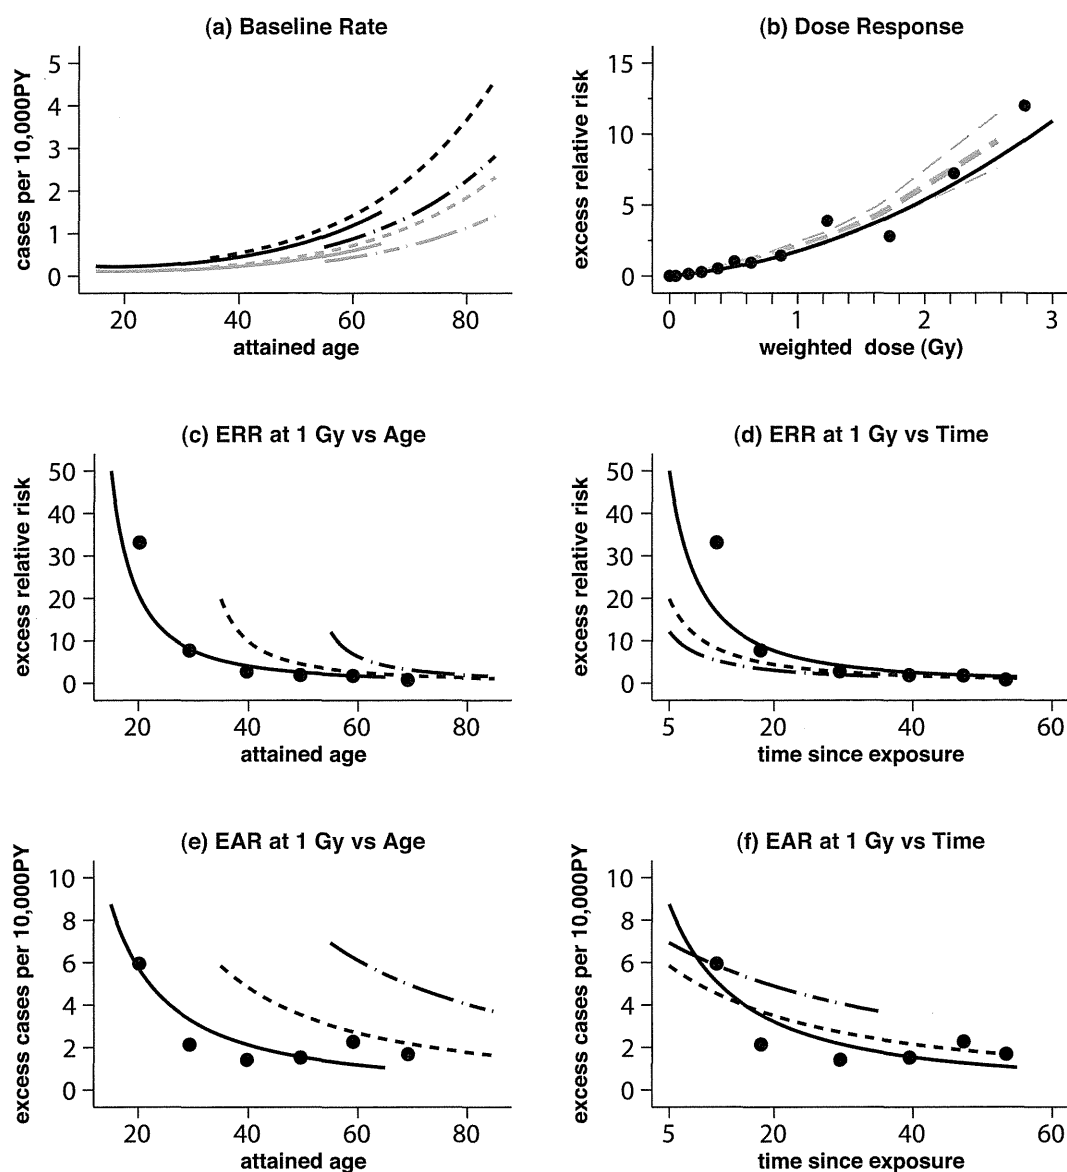 (a) Baseline Rate
cases per 10,000PY
5
4
3
2
1
0
20 40 60 80
attained age
(b) Dose Response
excess relative risk
15
10
5
0
0 1 2 3
weighted dose (Gy)
(c) ERR at 1 Gy vs Age
excess relative risk
50
40
30
20
10
0
20 40 60 80
attained age
(d) ERR at 1 Gy vs Time
excess relative risk
50
40
30
20
10
0
5 20 40 60
time since exposure
(e) EAR at 1 Gy vs Age
excess cases per 10,000PY
10
8
6
4
2
0
20 40 60 80
attained age
(f) EAR at 1 Gy vs Time
excess cases per 10,000PY
10
8
6
4
2
0
5 20 40 60
time since exposure